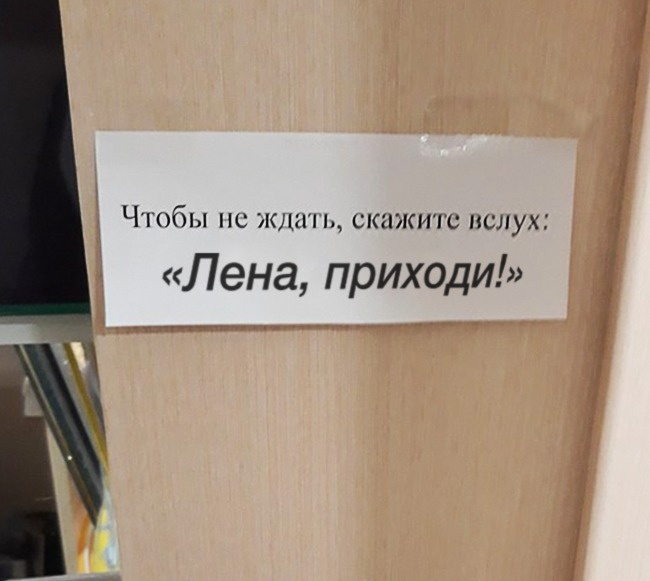 Чтобы не ждать, скажите вслух:
«Лена, приходи!»